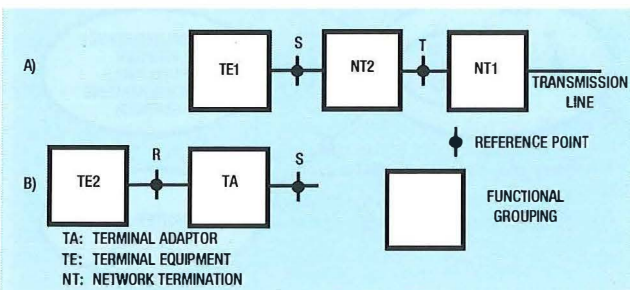 A)
TE1
S
NT2
T
NT1
TRANSMISSION
LINE
REFERENCE POINT
B)
TE2
R
TA
S
FUNCTIONAL
GROUPING
TA: TERMINAL ADAPTOR
TE: TERMINAL EQUIPMENT
NT: NETWORK TERMINATION